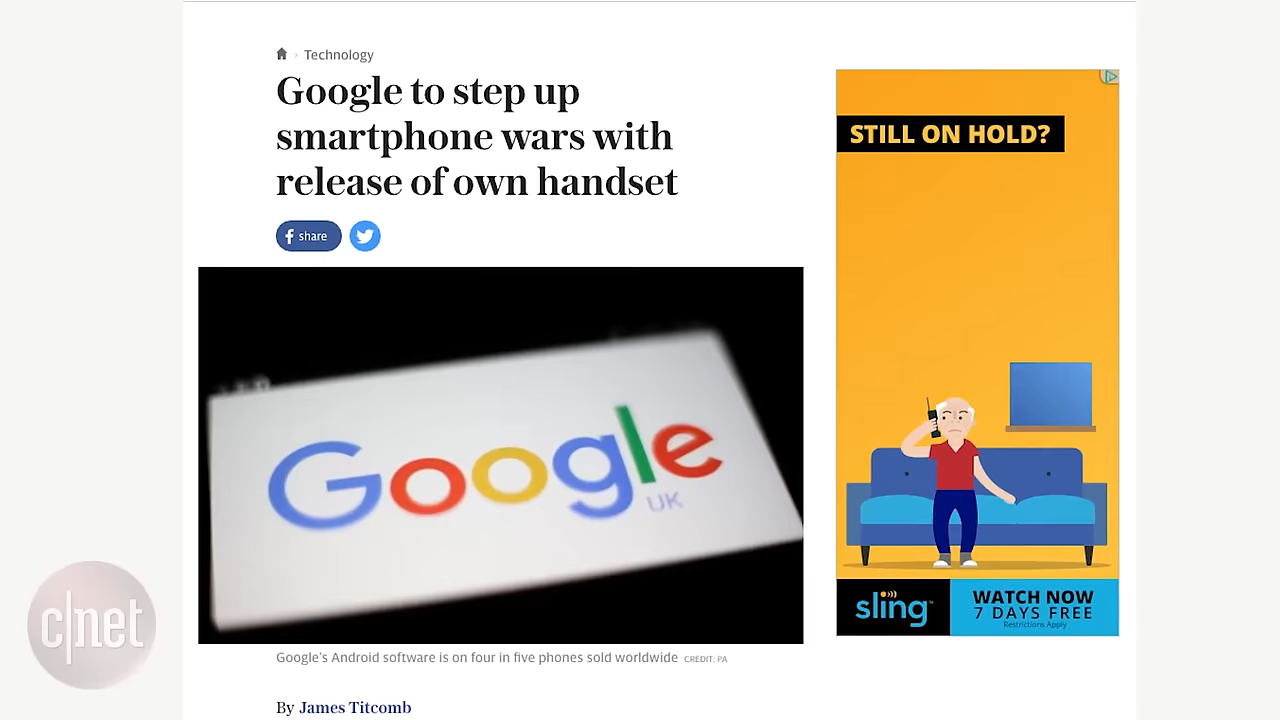 Technology
Google to step up
smartphone wars with
release of own handset
share
Google
UK
Google's Android software is on four in five phones sold worldwide CREDIT: PA
By James Titcomb
STILL ON HOLD?
sling
WATCH NOW
7 DAYS FREE
Restrictions Apply
c|net